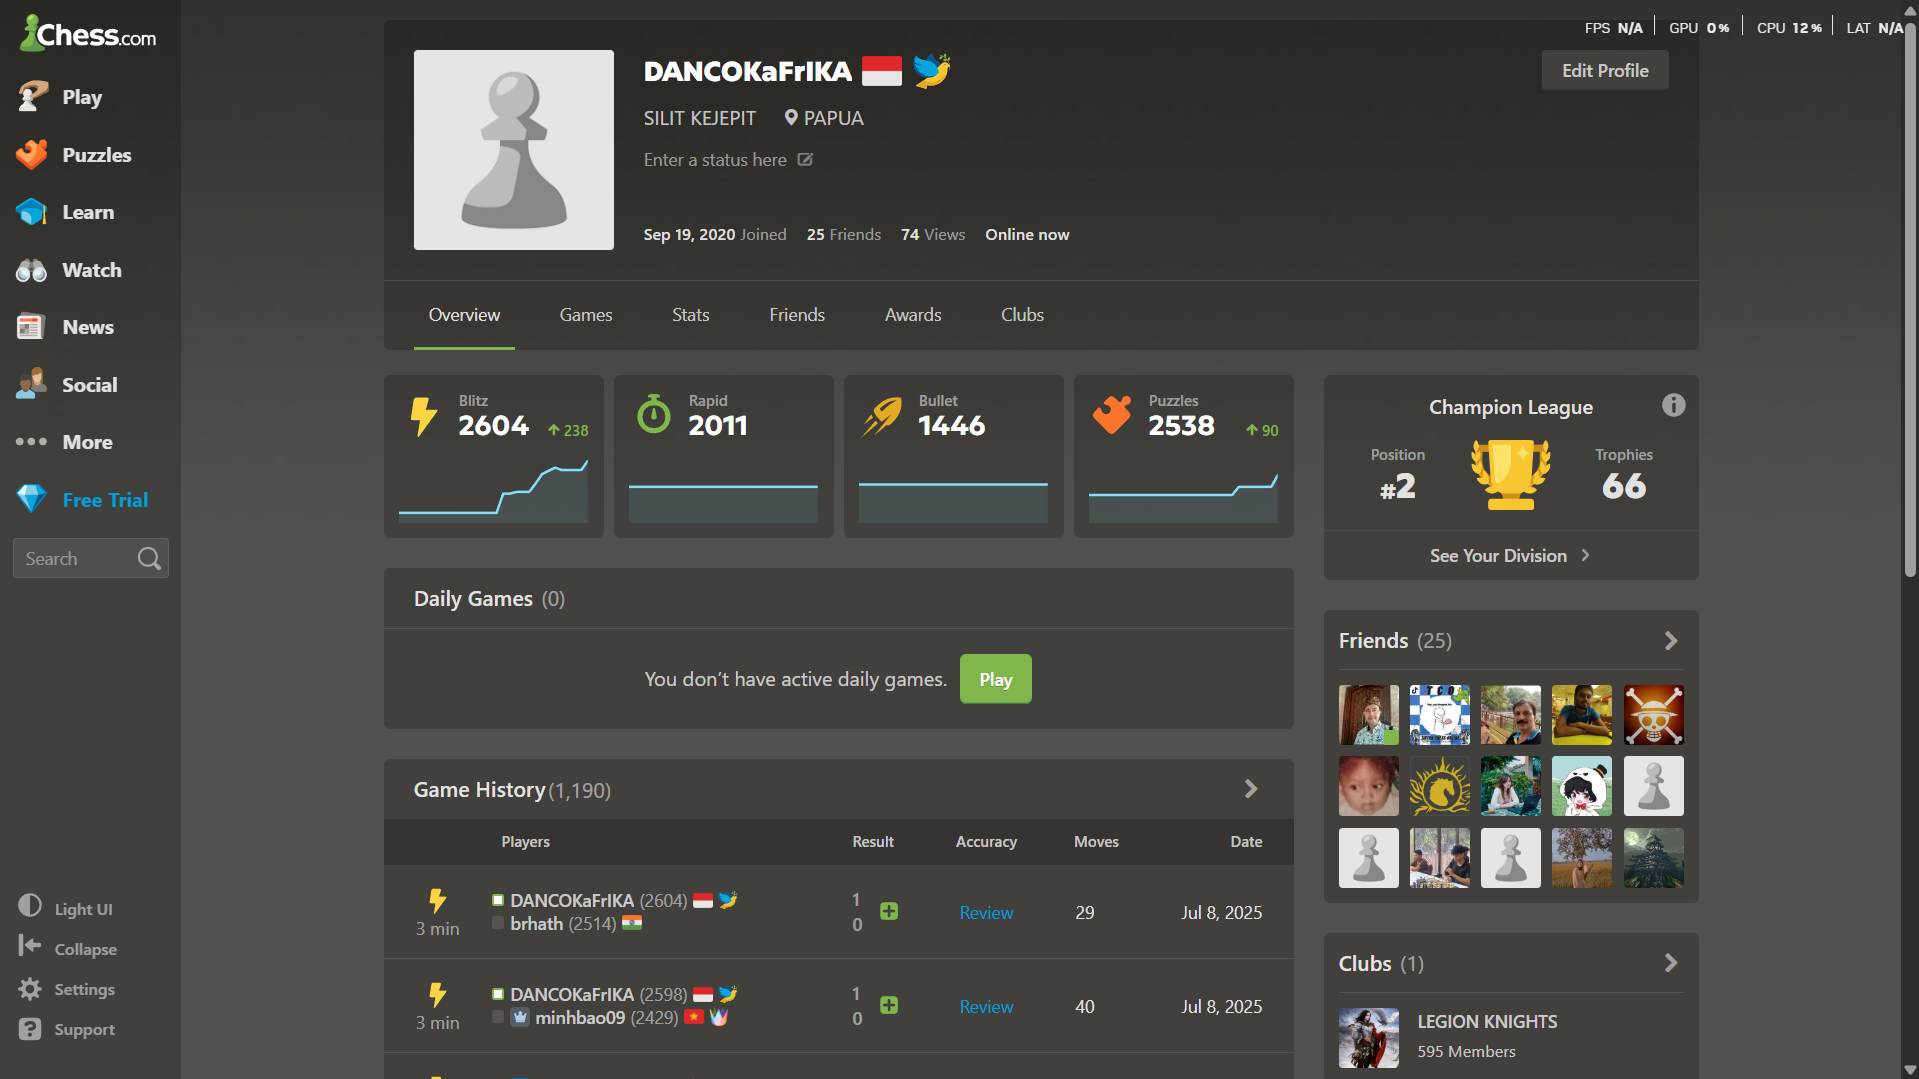 Chess.com
Play
Puzzles
Learn
Watch
News
Social
More
Free Trial
Search
Light UI
Collapse
Settings
Support
FPS N/A GPU 0% CPU 12% LAT N/A
DANCOKaFrIKA
Edit Profile
SILIT KEJEPIT PAPUA
Enter a status here
Sep 19, 2020 Joined 25 Friends 74 Views Online now
Overview Games Stats Friends Awards Clubs
Blitz
2604 238
Rapid
2011
Bullet
1446
Puzzles
2538 90
Champion League
Position
#2
Trophies
66
See Your Division
Daily Games (0)
You don’t have active daily games. Play
Game History (1,190)
Players Result Accuracy Moves Date
3 min
DANCOKaFrIKA (2604)
brhath (2514)
1
0
Review
29
Jul 8, 2025
3 min
DANCOKaFrIKA (2598)
minhbao09 (2429)
1
0
Review
40
Jul 8, 2025
Friends (25)
Clubs (1)
LEGION KNIGHTS
595 Members